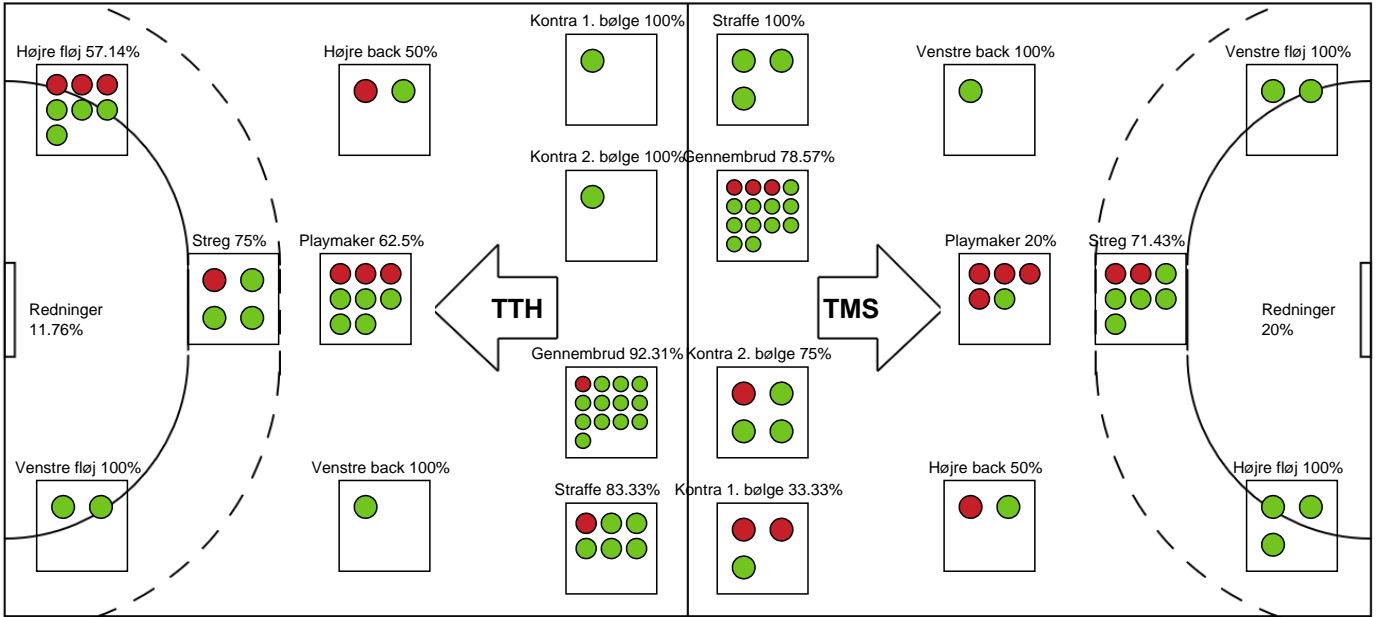 Kontra 1. bølge 100%
Straffe 100%
Højre fløj 57.14%
Højre back 50%
Venstre back 100%
Venstre fløj 100%
Kontra 2. bølge 100%
Gennembrud 78.57%
Streg 75%
Playmaker 62.5%
Playmaker 20%
Streg 71.43%
Redninger
11.76%
TTH
TMS
Redninger
20%
Gennembrud 92.31%
Kontra 2. bølge 75%
Venstre fløj 100%
Venstre back 100%
Højre back 50%
Højre fløj 100%
Straffe 83.33%
Kontra 1. bølge 33.33%